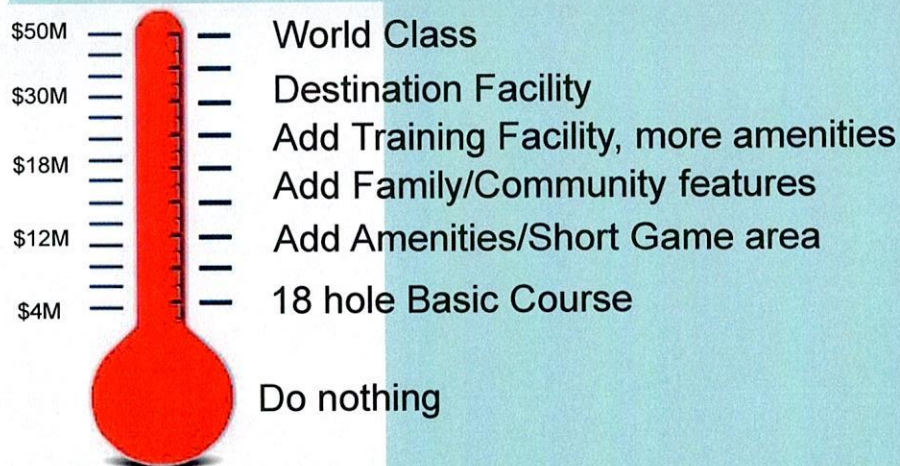 $50M World Class
$30M Destination Facility
Add Training Facility, more amenities
$18M
Add Family/Community features
$12M Add Amenities/Short Game area
$4M 18 hole Basic Course
Do nothing